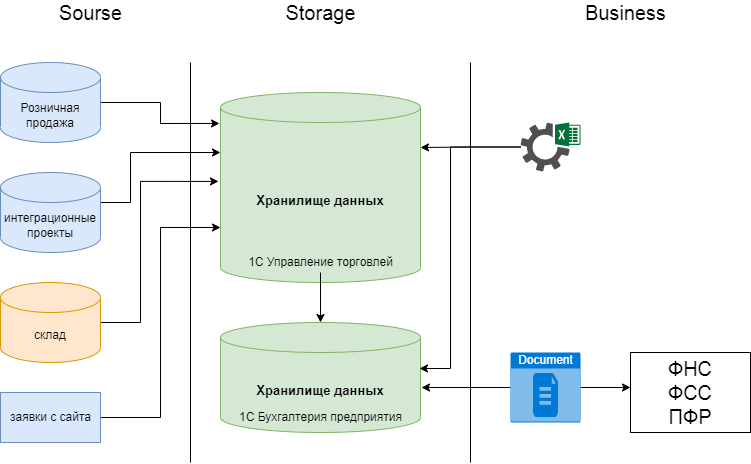 Sourse
Storage
Business
Розничная
продажа
интеграционные
проекты
склад
заявки с сайта
Хранилище данных
1С Управление торговлей
Хранилище данных
1С Бухгалтерия предприятия
X
Document
ФНС
ФСС
ПФР